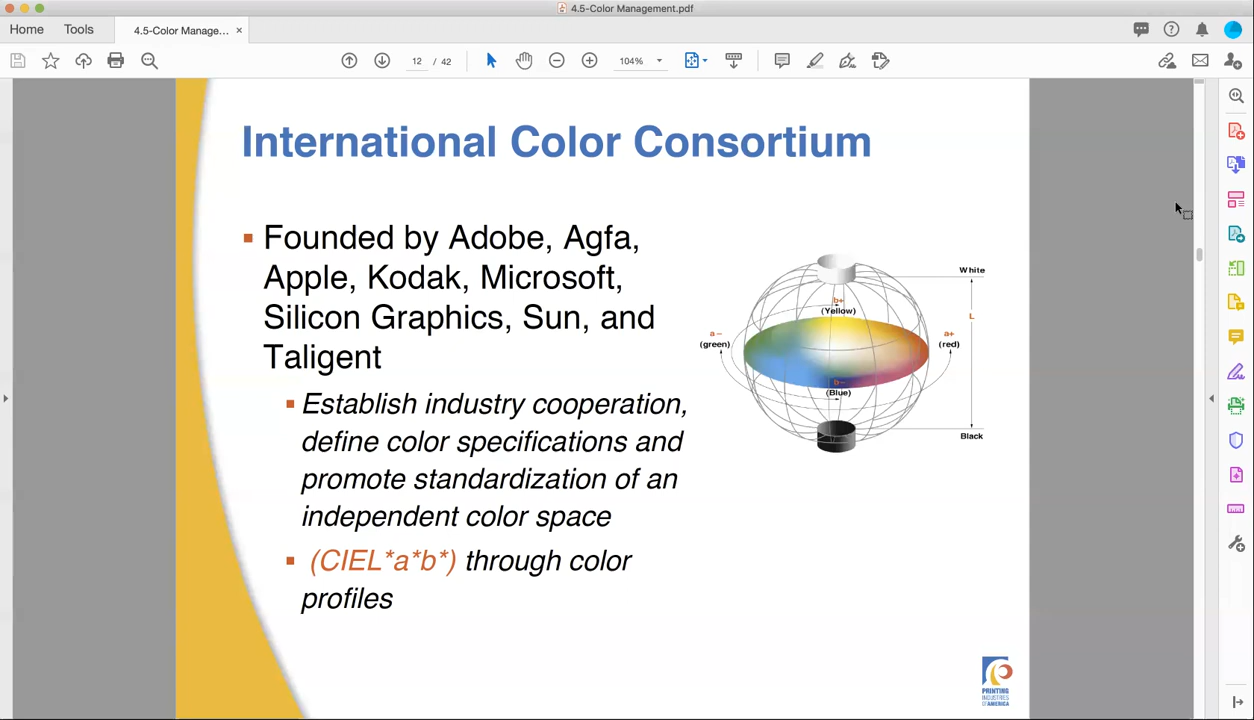 4.5-Color Management.pdf
Home Tools 4.5-Color Manage... ×
12 / 42 104%
International Color Consortium
Founded by Adobe, Agfa,
Apple, Kodak, Microsoft,
Silicon Graphics, Sun, and
Taligent
Establish industry cooperation,
define color specifications and
promote standardization of an
independent color space
(CIEL*a*b*) through color
profiles
White
b+
(Yellow)
L
a–
(green)
a+
(red)
(Blue)
Black
PRINTING
INDUSTRIES
OF AMERICA